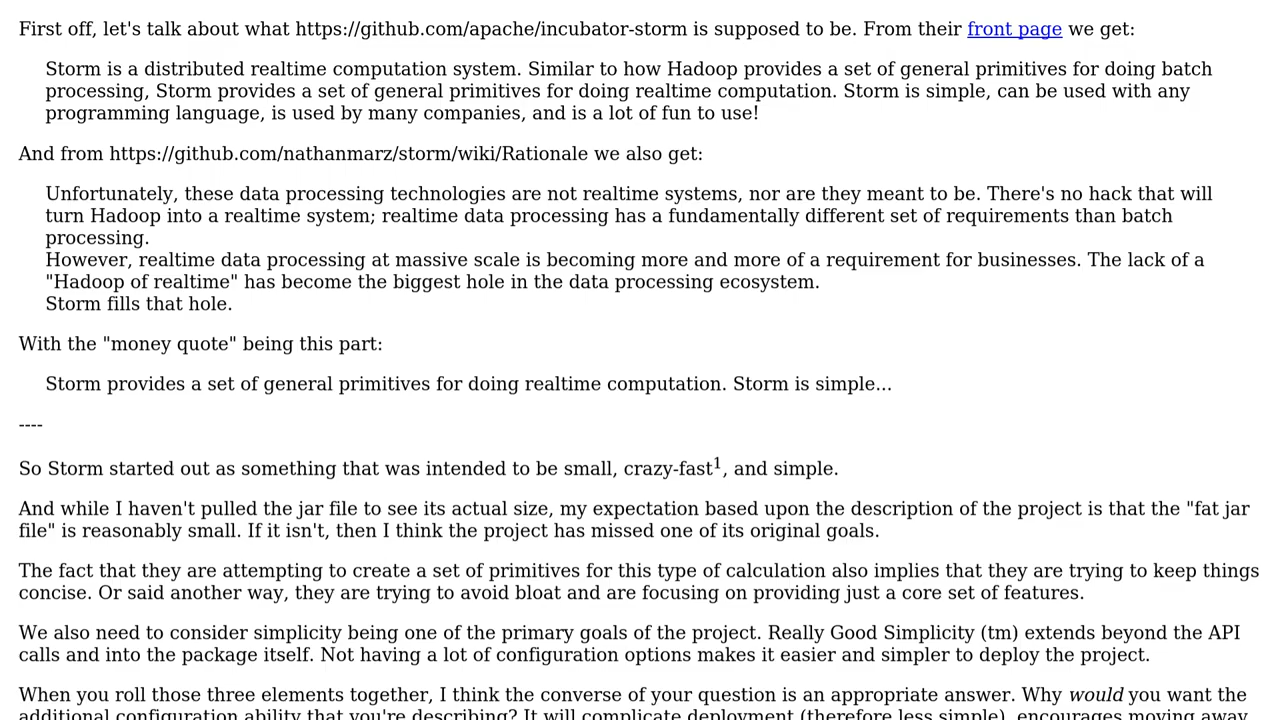 First off, let's talk about what https://github.com/apache/incubator-storm is supposed to be. From their front page we get:
Storm is a distributed realtime computation system. Similar to how Hadoop provides a set of general primitives for doing batch
processing, Storm provides a set of general primitives for doing realtime computation. Storm is simple, can be used with any
programming language, is used by many companies, and is a lot of fun to use!
And from https://github.com/nathanmarz/storm/wiki/Rationale we also get:
Unfortunately, these data processing technologies are not realtime systems, nor are they meant to be. There's no hack that will
turn Hadoop into a realtime system; realtime data processing has a fundamentally different set of requirements than batch
processing.
However, realtime data processing at massive scale is becoming more and more of a requirement for businesses. The lack of a
"Hadoop of realtime" has become the biggest hole in the data processing ecosystem.
Storm fills that hole.
With the "money quote" being this part:
Storm provides a set of general primitives for doing realtime computation. Storm is simple...
----
So Storm started out as something that was intended to be small, crazy-fast1, and simple.
And while I haven't pulled the jar file to see its actual size, my expectation based upon the description of the project is that the "fat jar
file" is reasonably small. If it isn't, then I think the project has missed one of its original goals.
The fact that they are attempting to create a set of primitives for this type of calculation also implies that they are trying to keep things
concise. Or said another way, they are trying to avoid bloat and are focusing on providing just a core set of features.
We also need to consider simplicity being one of the primary goals of the project. Really Good Simplicity (tm) extends beyond the API
calls and into the package itself. Not having a lot of configuration options makes it easier and simpler to deploy the project.
When you roll those three elements together, I think the converse of your question is an appropriate answer. Why would you want the
additional configuration ability that you're describing? It will complicate deployment (therefore less simple), encourages moving away